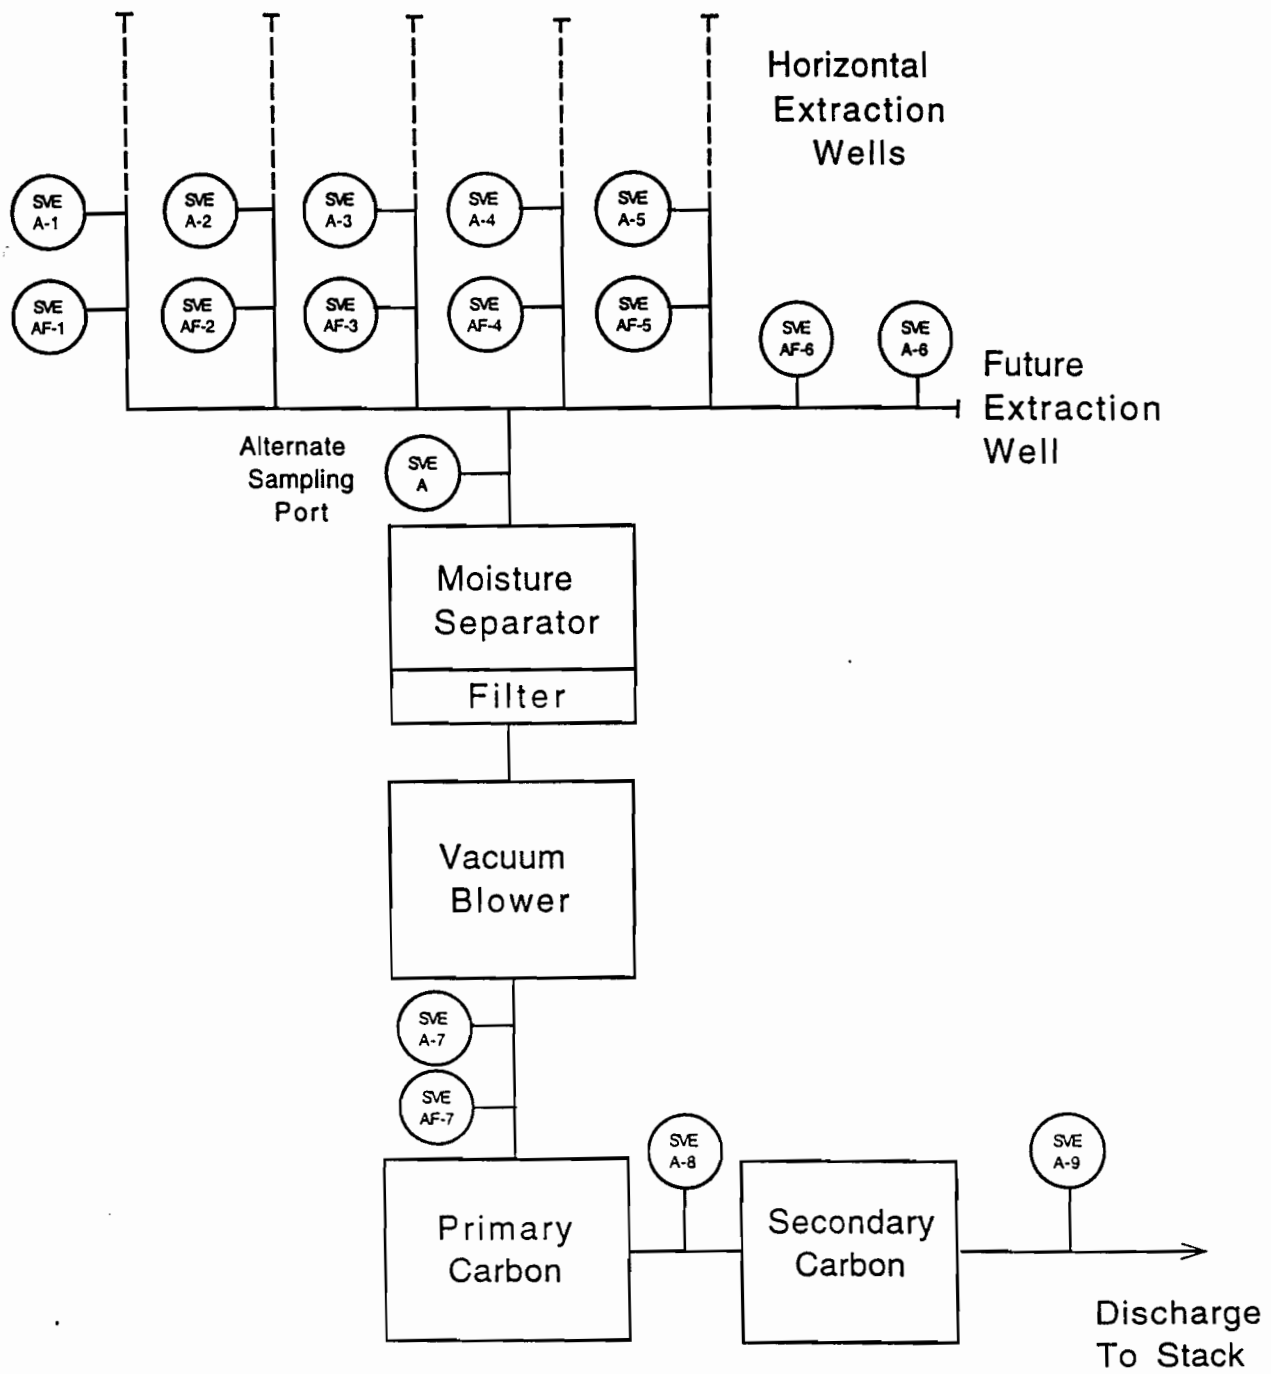 Horizontal
Extraction
Wells
SVE
A-1
SVE
A-2
SVE
A-3
SVE
A-4
SVE
A-5
SVE
AF-1
SVE
AF-2
SVE
AF-3
SVE
AF-4
SVE
AF-5
SVE
AF-6
SVE
A-6
Future
Extraction
Well
Alternate
Sampling
Port
SVE
A
Moisture
Separator
Filter
Vacuum
Blower
SVE
A-7
SVE
AF-7
SVE
A-8
SVE
A-9
Primary
Carbon
Secondary
Carbon
Discharge
To Stack